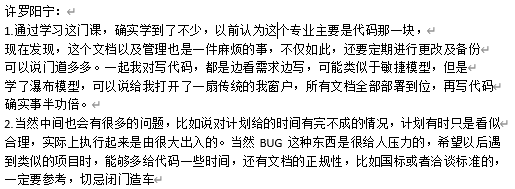 许罗阳宁：
1.通过学习这门课，确实学到了不少，以前认为这个专业主要是代码那一块，
现在发现，这个文档以及管理也是一件麻烦的事，不仅如此，还要定期进行更改及备份
可以说门道多多。一起我对写代码，都是边看需求边写，可能类似于敏捷模型，但是
学了瀑布模型，可以说给我打开了一扇传统的我窗户，所有文档全部部署到位，再写代码
确实事半功倍。
2.当然中间也会有很多的问题，比如说对计划给的时间有完不成的情况，计划有时只是看似
合理，实际上执行起来是由很大出入的。当然 BUG 这种东西是很给人压力的，希望以后遇
到类似的项目时，能够多给代码一些时间，还有文档的正规性，比如国标或者洽谈标准的，
一定要参考，切忌闭门造车